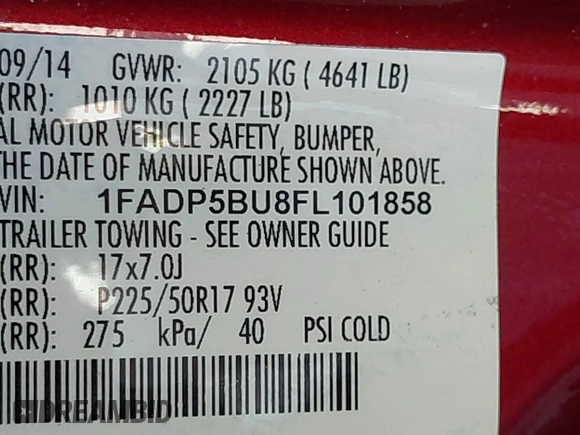 09/14 GVWR: 2105 KG ( 4641 LB)
(RR): 1010 KG ( 2227 LB)
AL MOTOR VEHICLE SAFETY, BUMPER,
THE DATE OF MANUFACTURE SHOWN ABOVE.
VIN: 1FADP5BU8FL101858
TRAILER TOWING - SEE OWNER GUIDE
(RR): 17x7.0J
(RR): P225/50R17 93V
(RR): 275 kPa/ 40 PSI COLD
DREAMBID